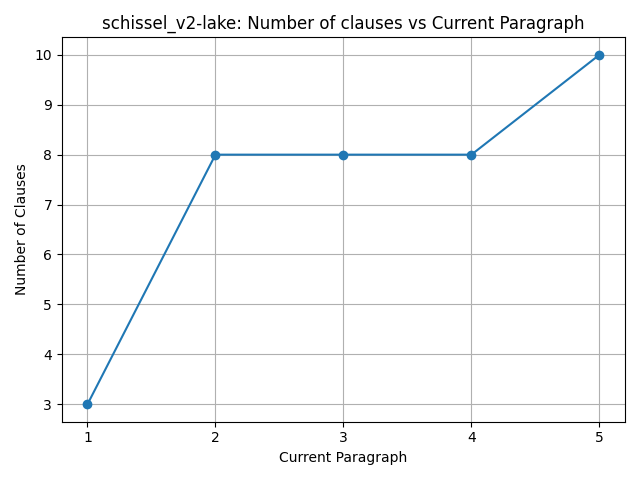 schissel_v2-lake: Number of clauses vs Current Paragraph
10
9
8
7
6
5
4
3
Number of Clauses
1 2 3 4 5
Current Paragraph